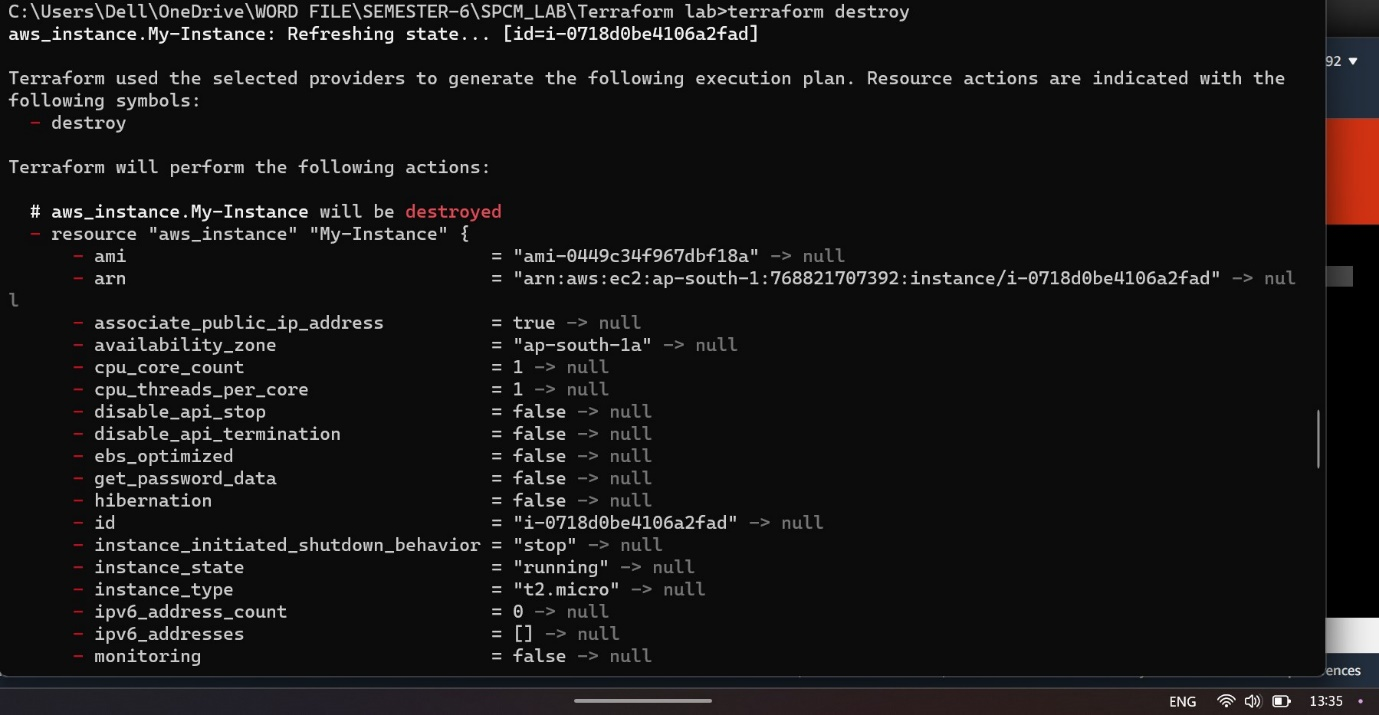 C:\Users\Dell\OneDrive\WORD FILE\SEMESTER-6\SPCM_LAB\Terraform lab>terraform destroy
aws_instance.My-Instance: Refreshing state... [id=i-0718d0be4106a2fad]
Terraform used the selected providers to generate the following execution plan. Resource actions are indicated with the
following symbols:
- destroy
Terraform will perform the following actions:
# aws_instance.My-Instance will be destroyed
- resource "aws_instance" "My-Instance" {
- ami = "ami-0449c34f967dbf18a" -> null
- arn = "arn:aws:ec2:ap-south-1:768821707392:instance/i-0718d0be4106a2fad" -> nul
l
- associate_public_ip_address = true -> null
- availability_zone = "ap-south-1a" -> null
- cpu_core_count = 1 -> null
- cpu_threads_per_core = 1 -> null
- disable_api_stop = false -> null
- disable_api_termination = false -> null
- ebs_optimized = false -> null
- get_password_data = false -> null
- hibernation = false -> null
- id = "i-0718d0be4106a2fad" -> null
- instance_initiated_shutdown_behavior = "stop" -> null
- instance_state = "running" -> null
- instance_type = "t2.micro" -> null
- ipv6_address_count = 0 -> null
- ipv6_addresses = [] -> null
- monitoring = false -> null
92
ences
ENG 13:35